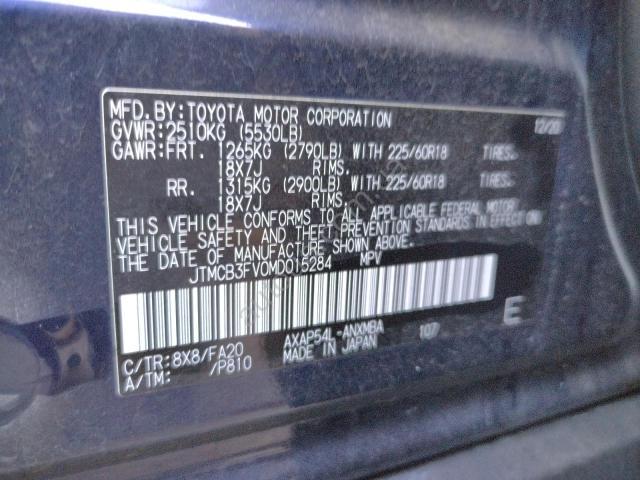 MFD.BY:TOYOTA MOTOR CORPORATION 12/20
GVWR:2510KG (5530LB)
GAWR:FRT. 1265KG (2790LB) WITH 225/60R18 TIRES.
18X7J RIMS.
RR. 1315KG (2900LB) WITH 225/60R18 TIRES.
18X7J RIMS.
THIS VEHICLE CONFORMS TO ALL APPLICABLE FEDERAL MOTOR
VEHICLE SAFETY AND THEFT PREVENTION STANDARDS IN EFFECT ON
THE DATE OF MANUFACTURE SHOWN ABOVE.
JTMCB3FV0MD015284 MPV
E
C/TR:8X8/FA20 AXAP54L-ANXMBA 107
A/TM: /P810 MADE IN JAPAN